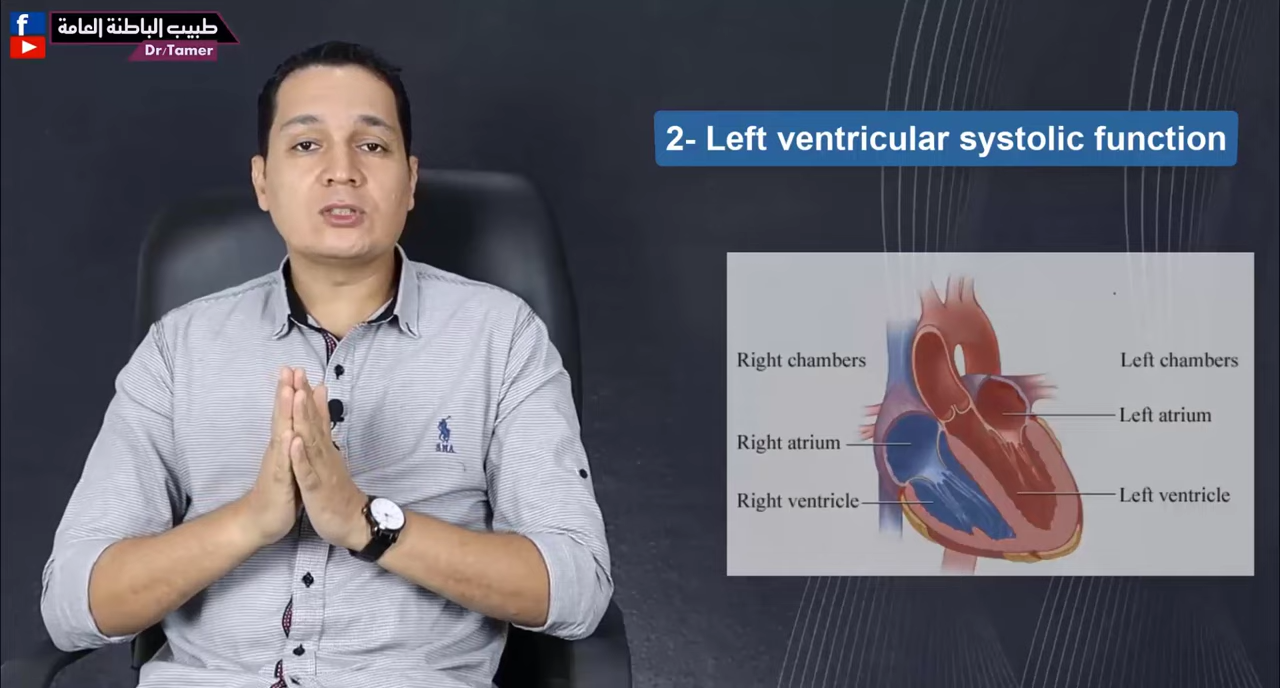 f
طبيب الباطنة العامة
Dr/Tamer
2- Left ventricular systolic function
Right chambers
Left chambers
Left atrium
Right atrium
Left ventricle
Right ventricle